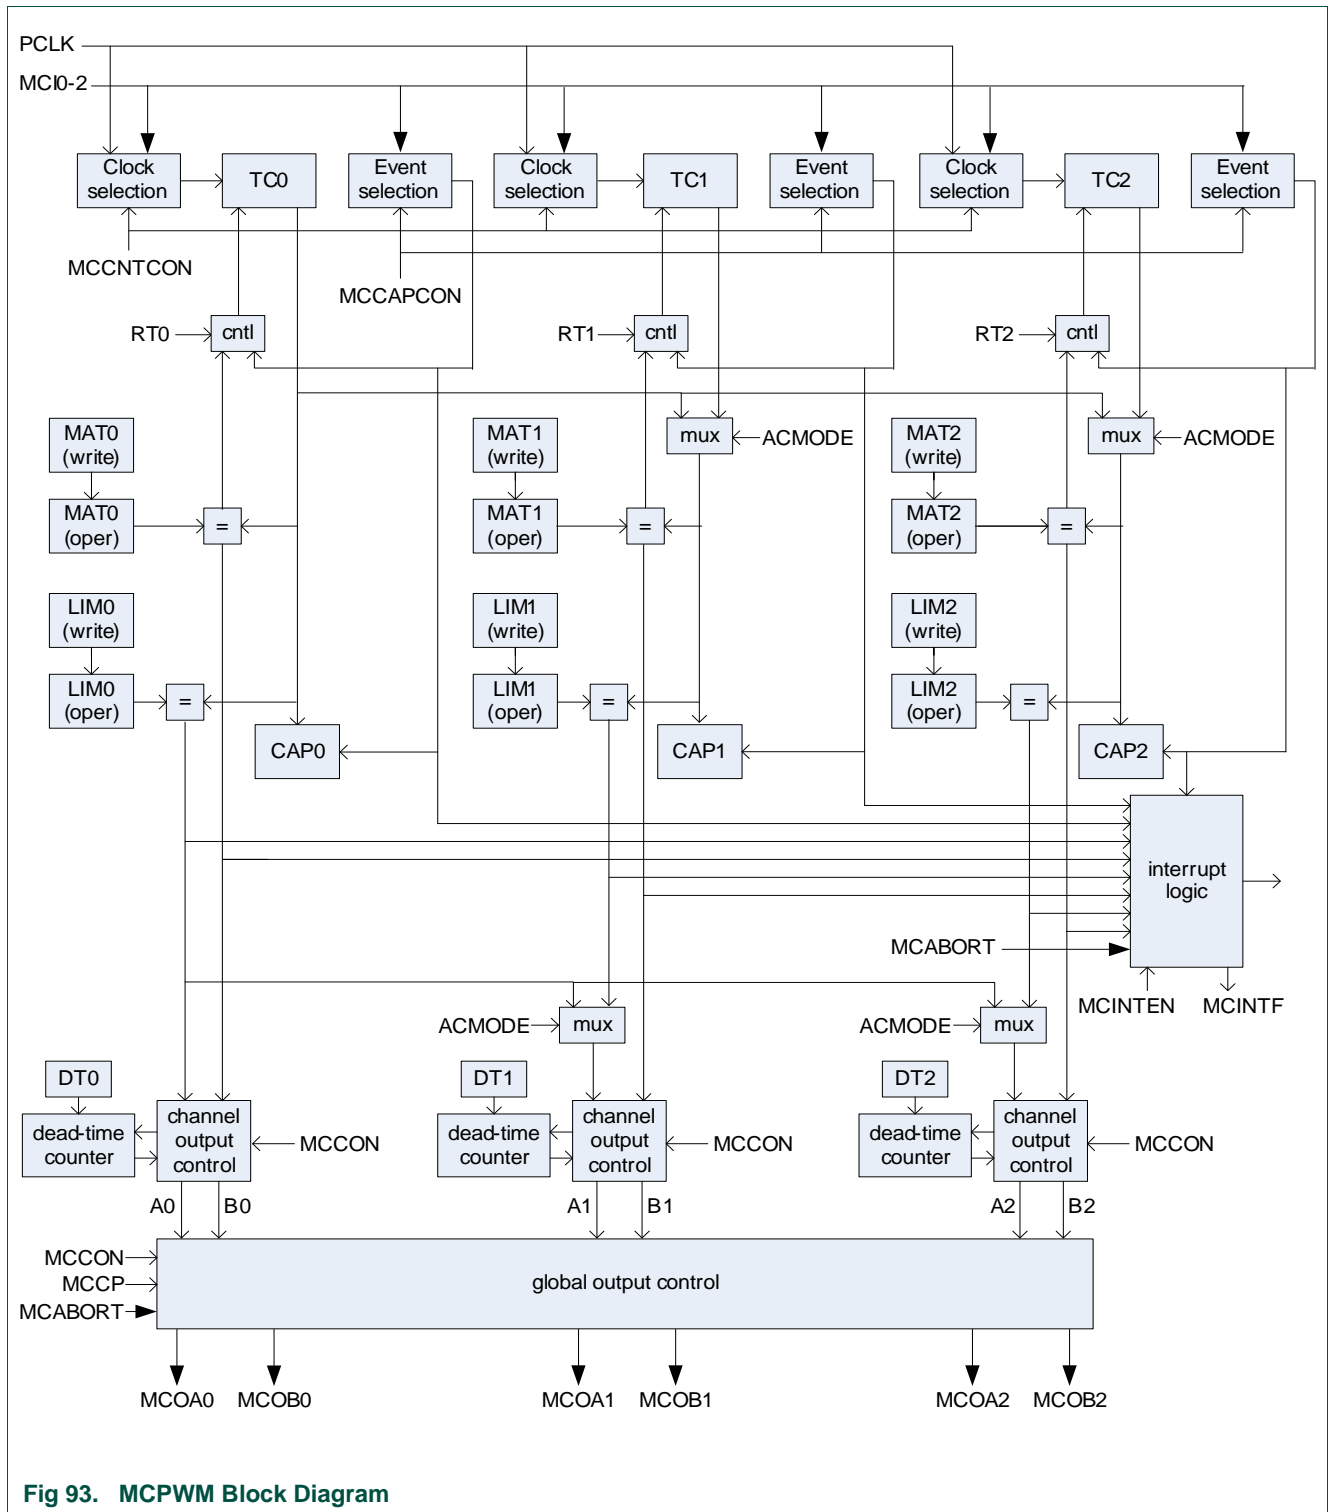 PCLK
MCI0-2
Clock
selection
TC0
Event
selection
Clock
selection
TC1
Event
selection
Clock
selection
TC2
Event
selection
MCCNTCON
MCCAPCON
RT0
cntl
RT1
cntl
RT2
cntl
MAT0
(write)
MAT1
(write)
mux
ACMODE
MAT2
(write)
mux
ACMODE
MAT0
(oper)
=
MAT1
(oper)
=
MAT2
(oper)
=
LIM0
(write)
LIM1
(write)
LIM2
(write)
LIM0
(oper)
=
LIM1
(oper)
=
LIM2
(oper)
=
CAP0
CAP1
CAP2
interrupt
logic
MCABORT
MCINTEN
MCINTF
ACMODE
mux
ACMODE
mux
DT0
DT1
DT2
dead-time
counter
channel
output
control
MCCON
dead-time
counter
channel
output
control
MCCON
dead-time
counter
channel
output
control
MCCON
A0
B0
A1
B1
A2
B2
MCCON
MCCP
MCABORT
global output control
MCOA0
MCOB0
MCOA1
MCOB1
MCOA2
MCOB2
Fig 93. MCPWM Block Diagram